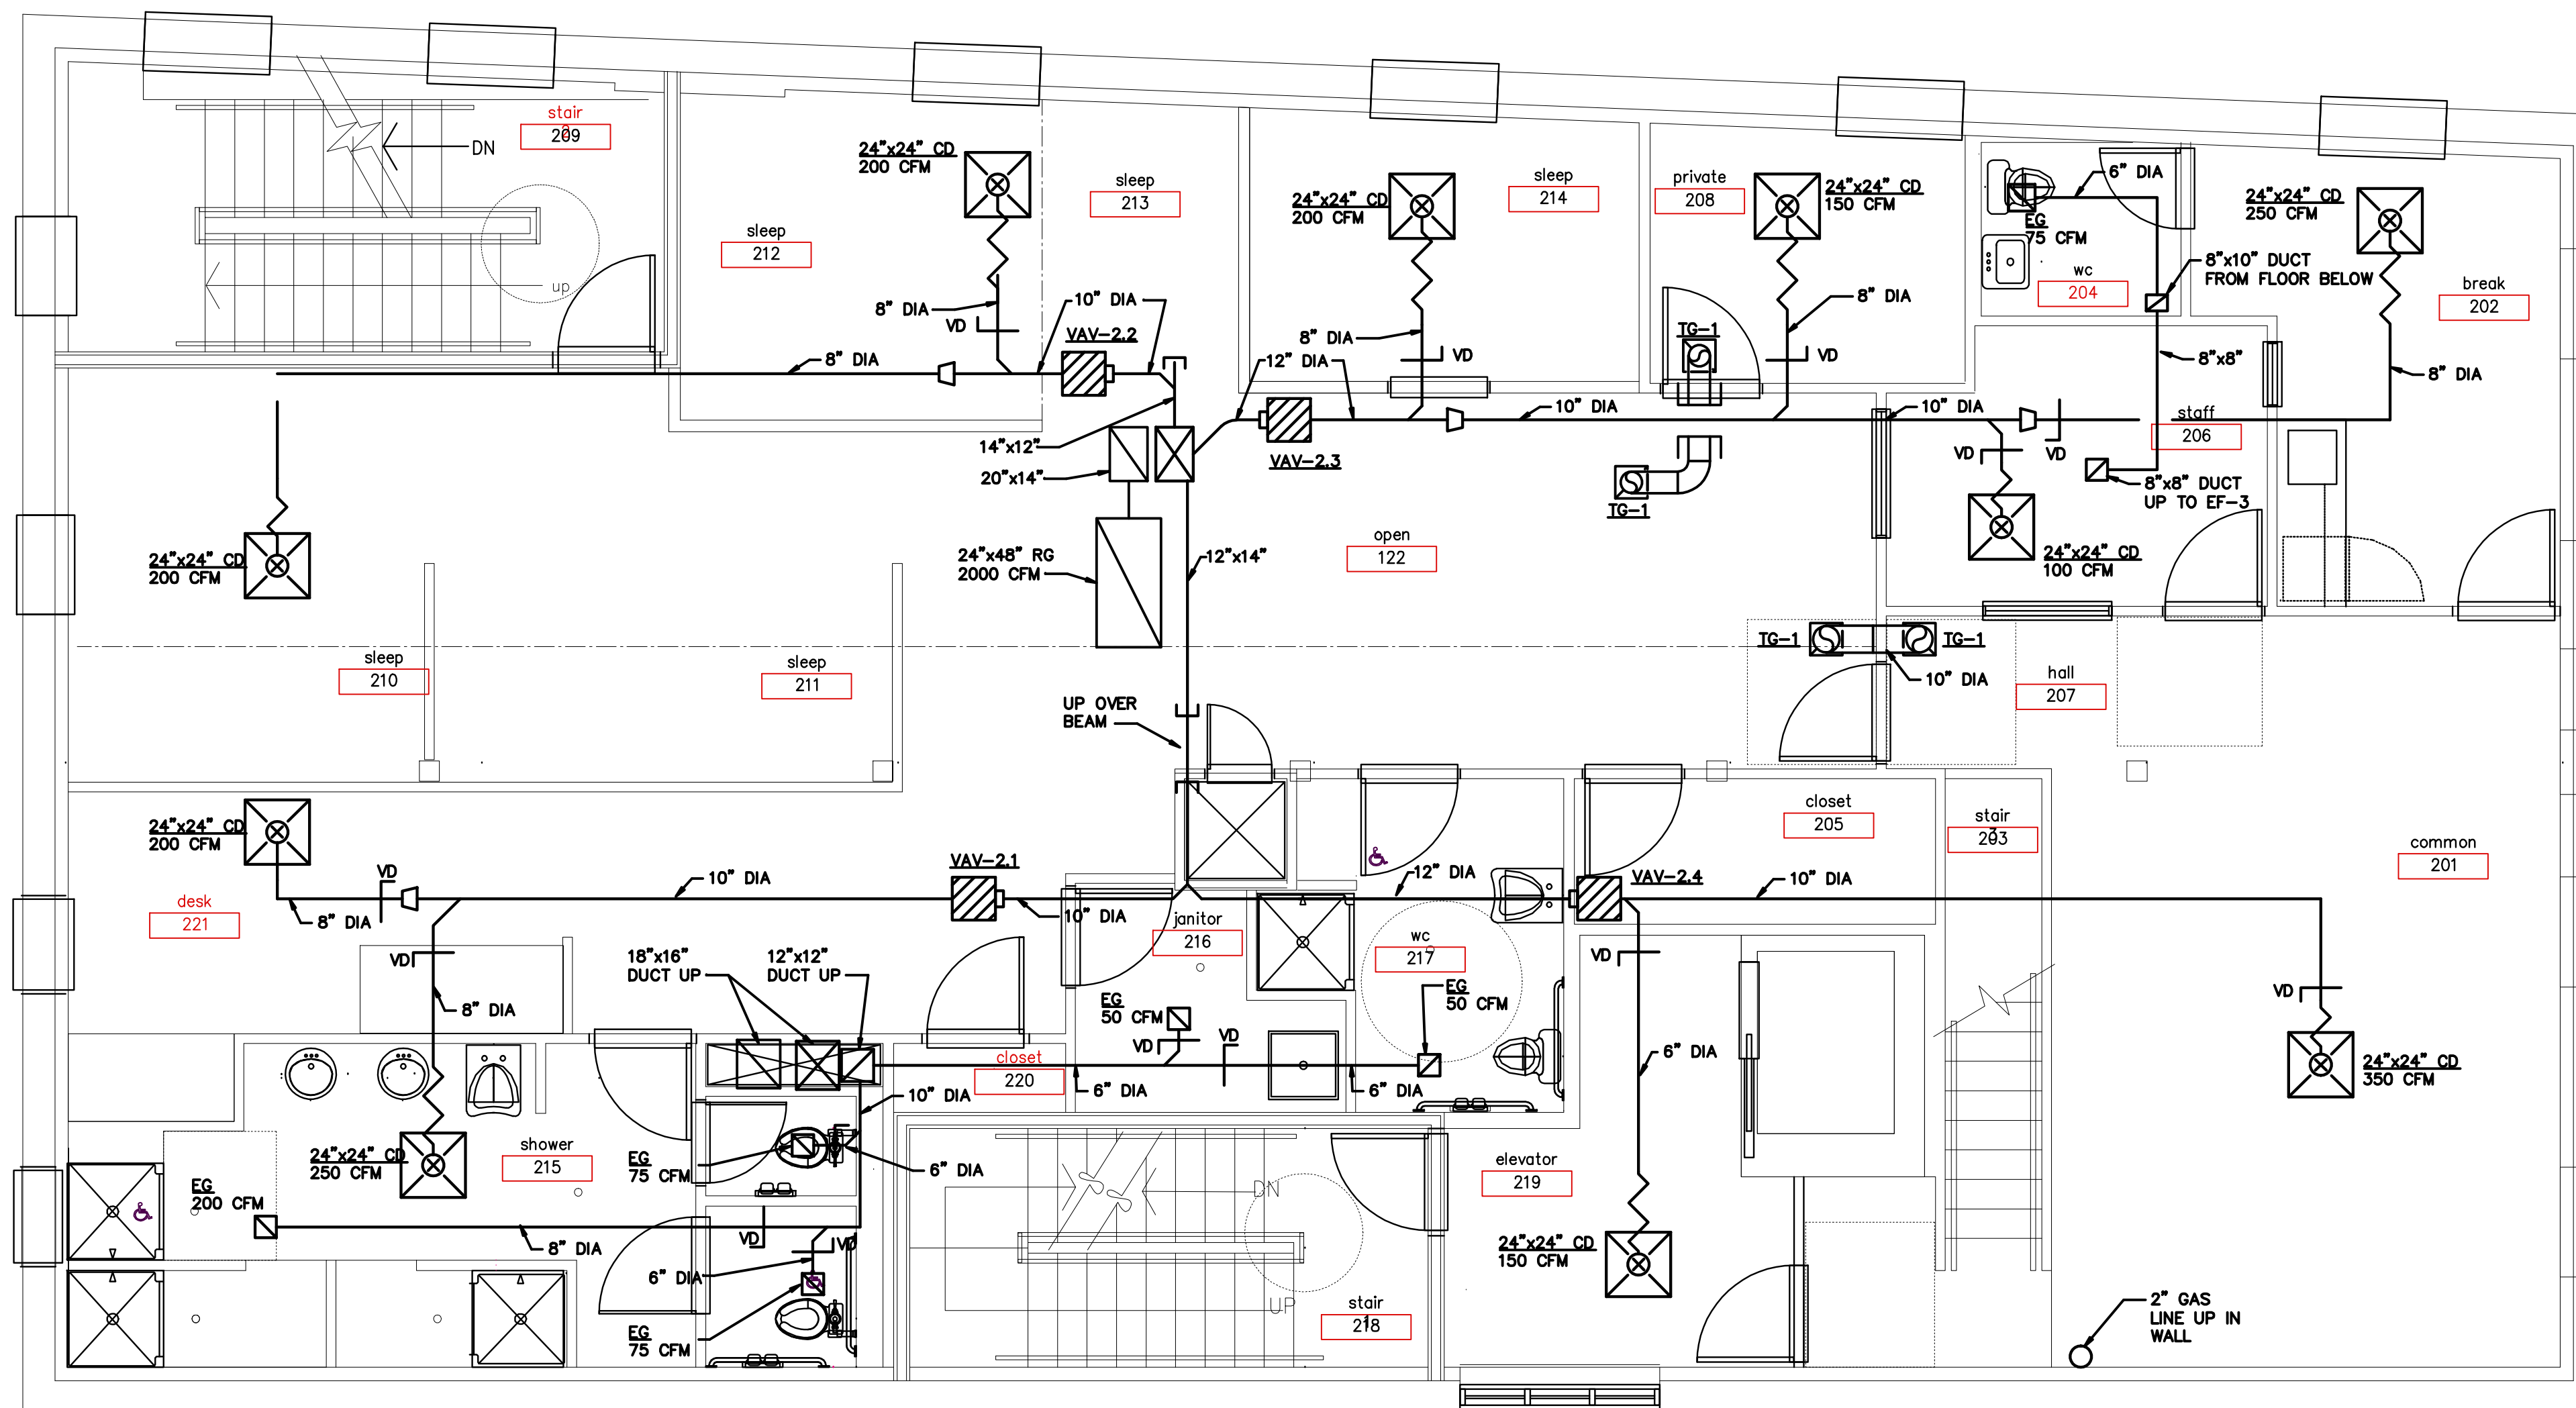 stair
2
209
DN
up
24"x24" CD
200 CFM
sleep
213
sleep
212
8" DIA
VD
10" DIA
VAV-2.2
8" DIA
24"x24" CD
200 CFM
sleep
214
private
208
24"x24" CD
150 CFM
8" DIA
VD
12" DIA
TG-1
8" DIA
VD
10" DIA
6" DIA
EG
75 CFM
wc
204
24"x24" CD
250 CFM
8"x10" DUCT
FROM FLOOR BELOW
break
202
8"x8"
8" DIA
10" DIA
staff
206
VD
VD
8"x8" DUCT
UP TO EF-3
24"x24" CD
100 CFM
14"x12"
20"x14"
VAV-2.3
TG-1
24"x24" CD
200 CFM
24"x48" RG
2000 CFM
12"x14"
open
122
TG-1
TG-1
10" DIA
hall
207
sleep
210
sleep
211
UP OVER
BEAM
closet
205
stair
3
203
common
201
24"x24" CD
200 CFM
VD
desk
221
8" DIA
10" DIA
VAV-2.1
10" DIA
12" DIA
VAV-2.4
10" DIA
janitor
216
wc
217
VD
8" DIA
18"x16"
DUCT UP
12"x12"
DUCT UP
EG
50 CFM
VD
VD
EG
50 CFM
VD
6" DIA
VD
24"x24" CD
350 CFM
closet
220
6" DIA
6" DIA
10" DIA
24"x24" CD
250 CFM
shower
215
EG
75 CFM
6" DIA
elevator
219
EG
200 CFM
8" DIA
VD
VD
6" DIA
EG
75 CFM
DN
UP
stair
1
218
24"x24" CD
150 CFM
2" GAS
LINE UP IN
WALL